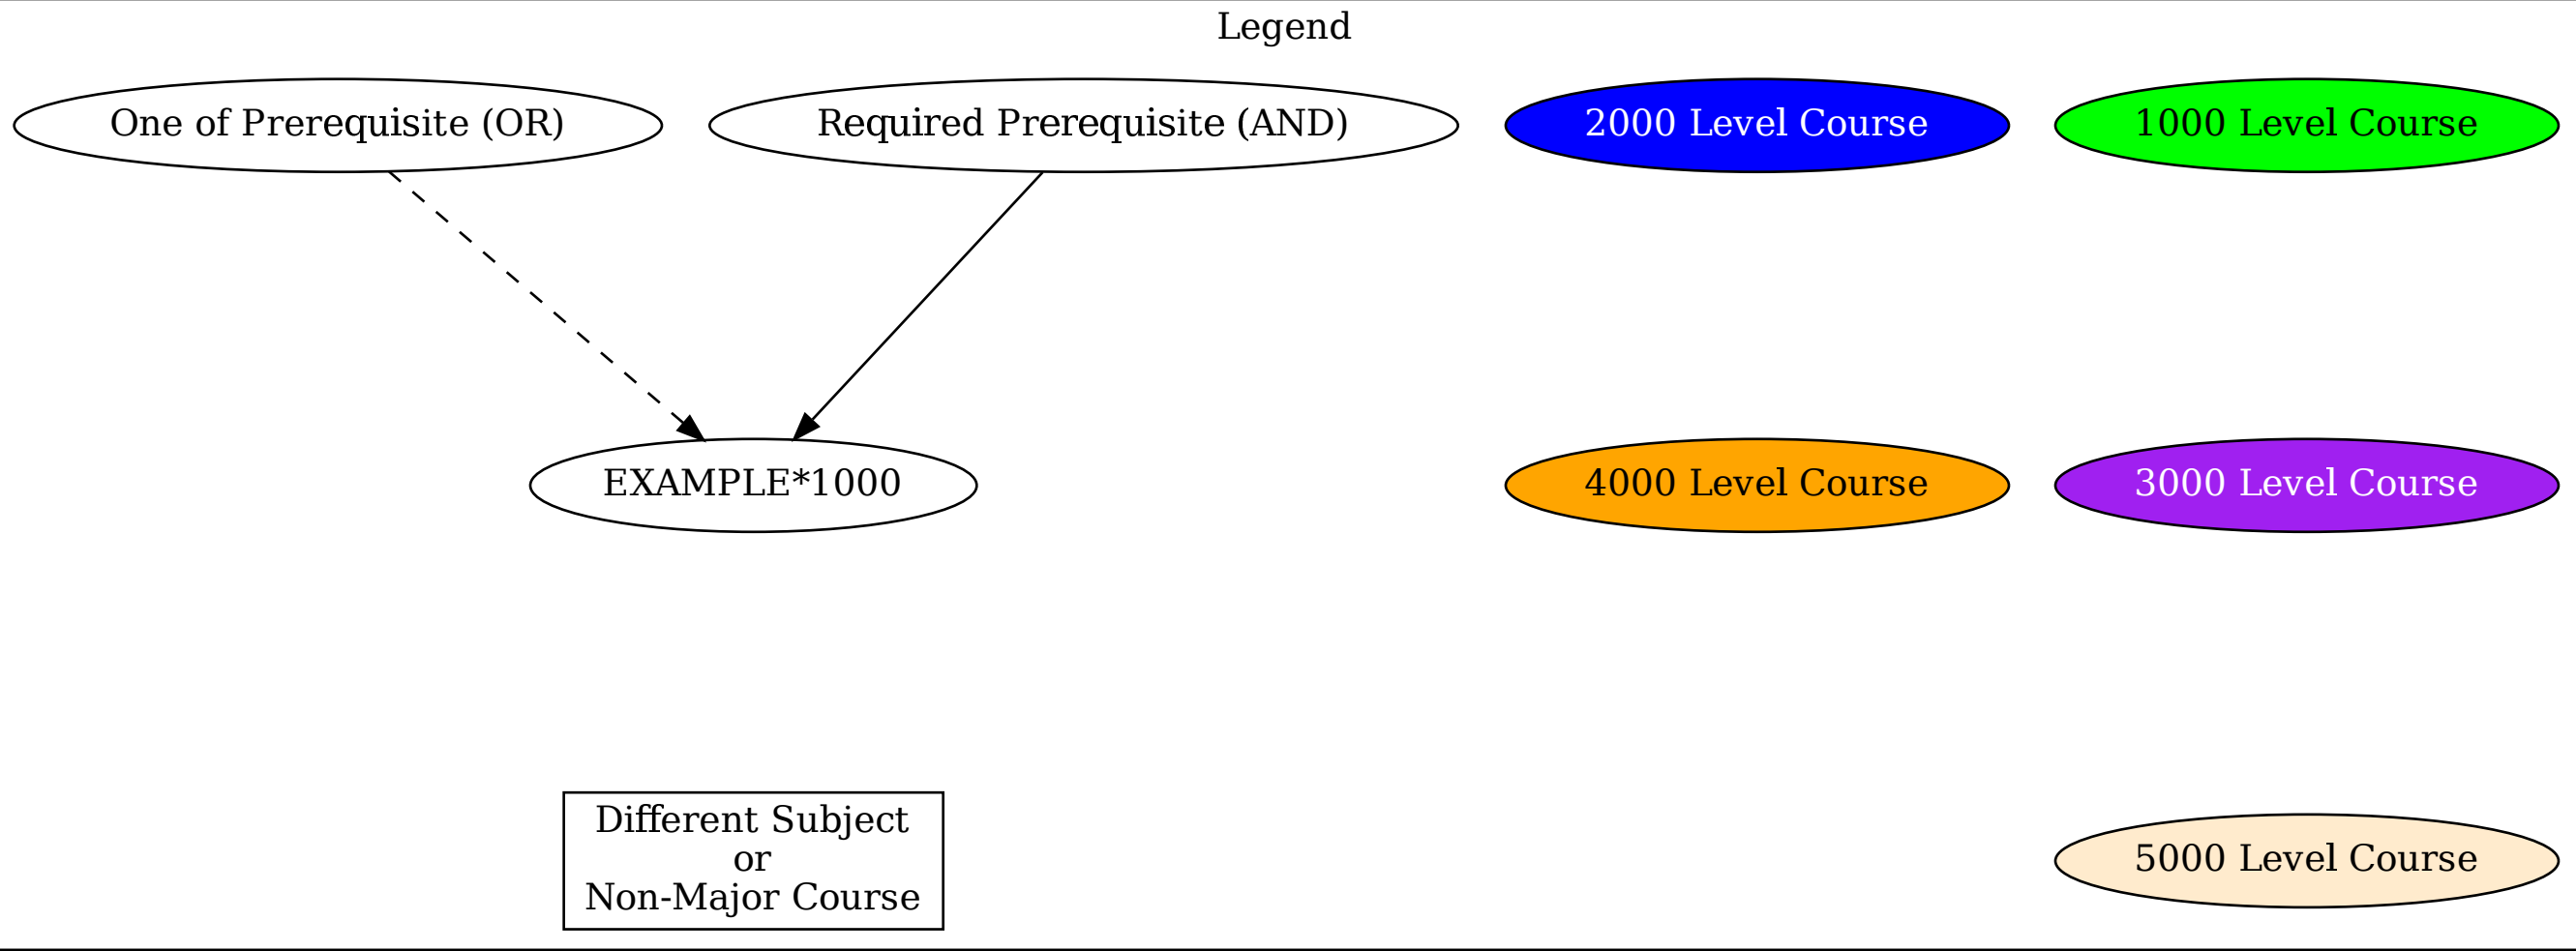 Legend
One of Prerequisite (OR)
Required Prerequisite (AND)
2000 Level Course
1000 Level Course
EXAMPLE*1000
4000 Level Course
3000 Level Course
Different Subject
or
Non-Major Course
5000 Level Course